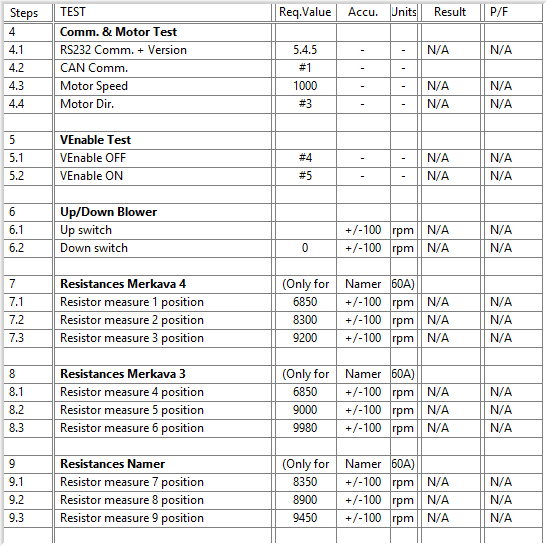 Steps TEST Req.Value Accu. Units Result P/F
4 Comm. & Motor Test
4.1 RS232 Comm. + Version 5.4.5 - - N/A N/A
4.2 CAN Comm. #1 - -
4.3 Motor Speed 1000 - - N/A N/A
4.4 Motor Dir. #3 - - N/A N/A
5 VEnable Test
5.1 VEnable OFF #4 - - N/A N/A
5.2 VEnable ON #5 - - N/A N/A
6 Up/Down Blower
6.1 Up switch +/-100 rpm N/A N/A
6.2 Down switch 0 +/-100 rpm N/A N/A
7 Resistances Merkava 4 (Only for Namer 60A)
7.1 Resistor measure 1 position 6850 +/-100 rpm N/A N/A
7.2 Resistor measure 2 position 8300 +/-100 rpm N/A N/A
7.3 Resistor measure 3 position 9200 +/-100 rpm N/A N/A
8 Resistances Merkava 3 (Only for Namer 60A)
8.1 Resistor measure 4 position 6850 +/-100 rpm N/A N/A
8.2 Resistor measure 5 position 9000 +/-100 rpm N/A N/A
8.3 Resistor measure 6 position 9980 +/-100 rpm N/A N/A
9 Resistances Namer (Only for Namer 60A)
9.1 Resistor measure 7 position 8350 +/-100 rpm N/A N/A
9.2 Resistor measure 8 position 8900 +/-100 rpm N/A N/A
9.3 Resistor measure 9 position 9450 +/-100 rpm N/A N/A